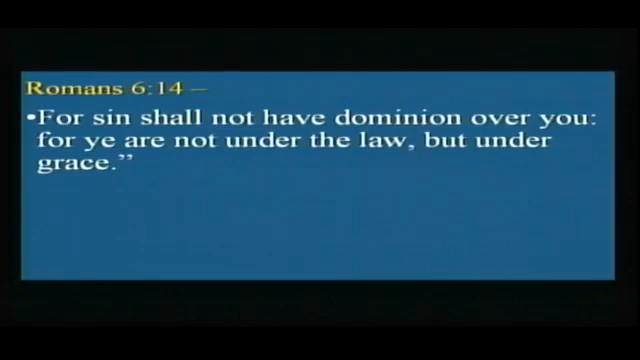 Romans 6:14 –
•For sin shall not have dominion over you:
for ye are not under the law, but under
grace.”